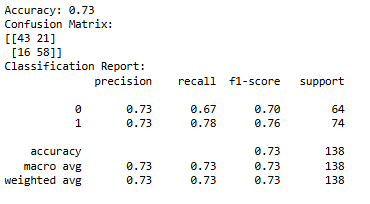 Accuracy: 0.73
Confusion Matrix:
[[43 21]
 [16 58]]
Classification Report:
              precision    recall  f1-score   support

           0       0.73      0.67      0.70        64
           1       0.73      0.78      0.76        74

    accuracy                           0.73       138
   macro avg       0.73      0.73      0.73       138
weighted avg       0.73      0.73      0.73       138